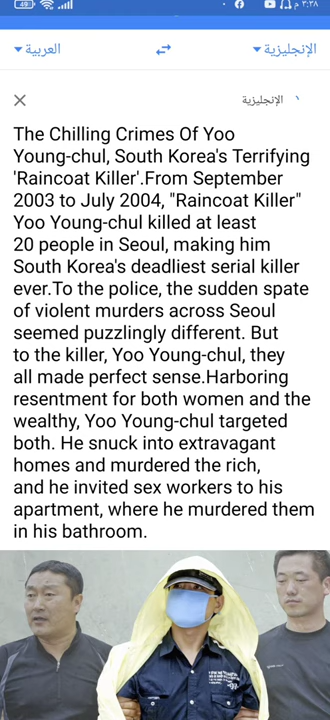 49
٣:٣٨ م
العربية
الإنجليزية
الإنجليزية
The Chilling Crimes Of Yoo
Young-chul, South Korea's Terrifying
'Raincoat Killer'.From September
2003 to July 2004, "Raincoat Killer"
Yoo Young-chul killed at least
20 people in Seoul, making him
South Korea's deadliest serial killer
ever.To the police, the sudden spate
of violent murders across Seoul
seemed puzzlingly different. But
to the killer, Yoo Young-chul, they
all made perfect sense.Harboring
resentment for both women and the
wealthy, Yoo Young-chul targeted
both. He snuck into extravagant
homes and murdered the rich,
and he invited sex workers to his
apartment, where he murdered them
in his bathroom.